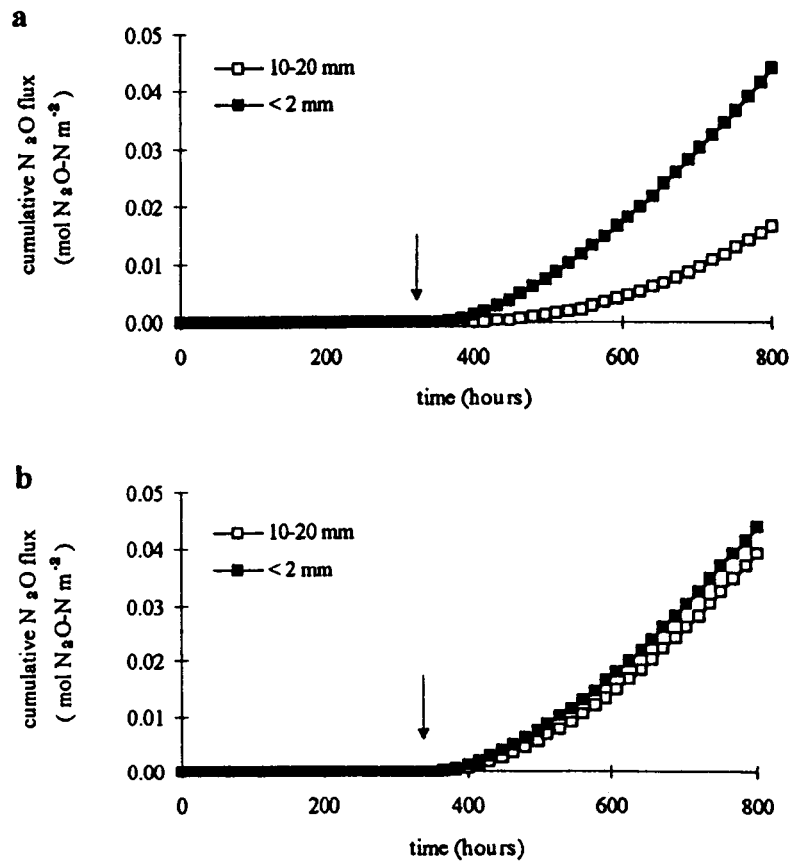 a
cumulative N₂O flux
(mol N₂O-N m⁻²)
0.05
0.04
0.03
0.02
0.01
0.00
10-20 mm
< 2 mm
0 200 400 600 800
time (hours)
b
cumulative N₂O flux
( mol N₂O-N m⁻² )
0.05
0.04
0.03
0.02
0.01
0.00
10-20 mm
< 2 mm
0 200 400 600 800
time (hours)